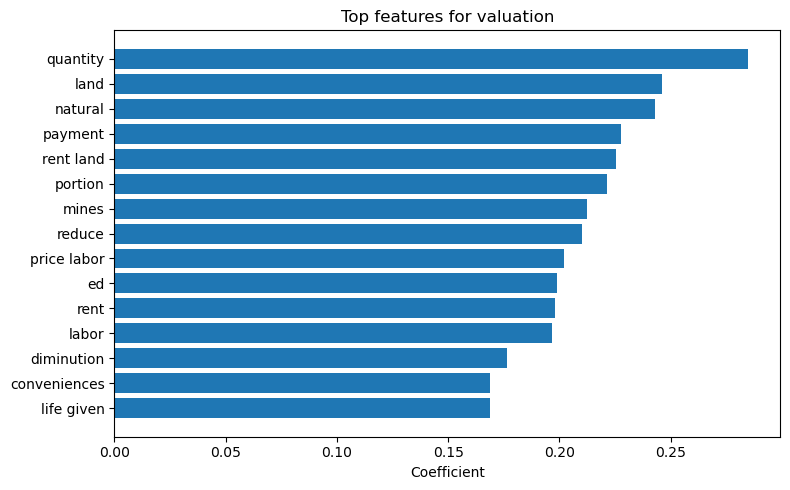 Top features for valuation
quantity
land
natural
payment
rent land
portion
mines
reduce
price labor
ed
rent
labor
diminution
conveniences
life given
0.00 0.05 0.10 0.15 0.20 0.25
Coefficient